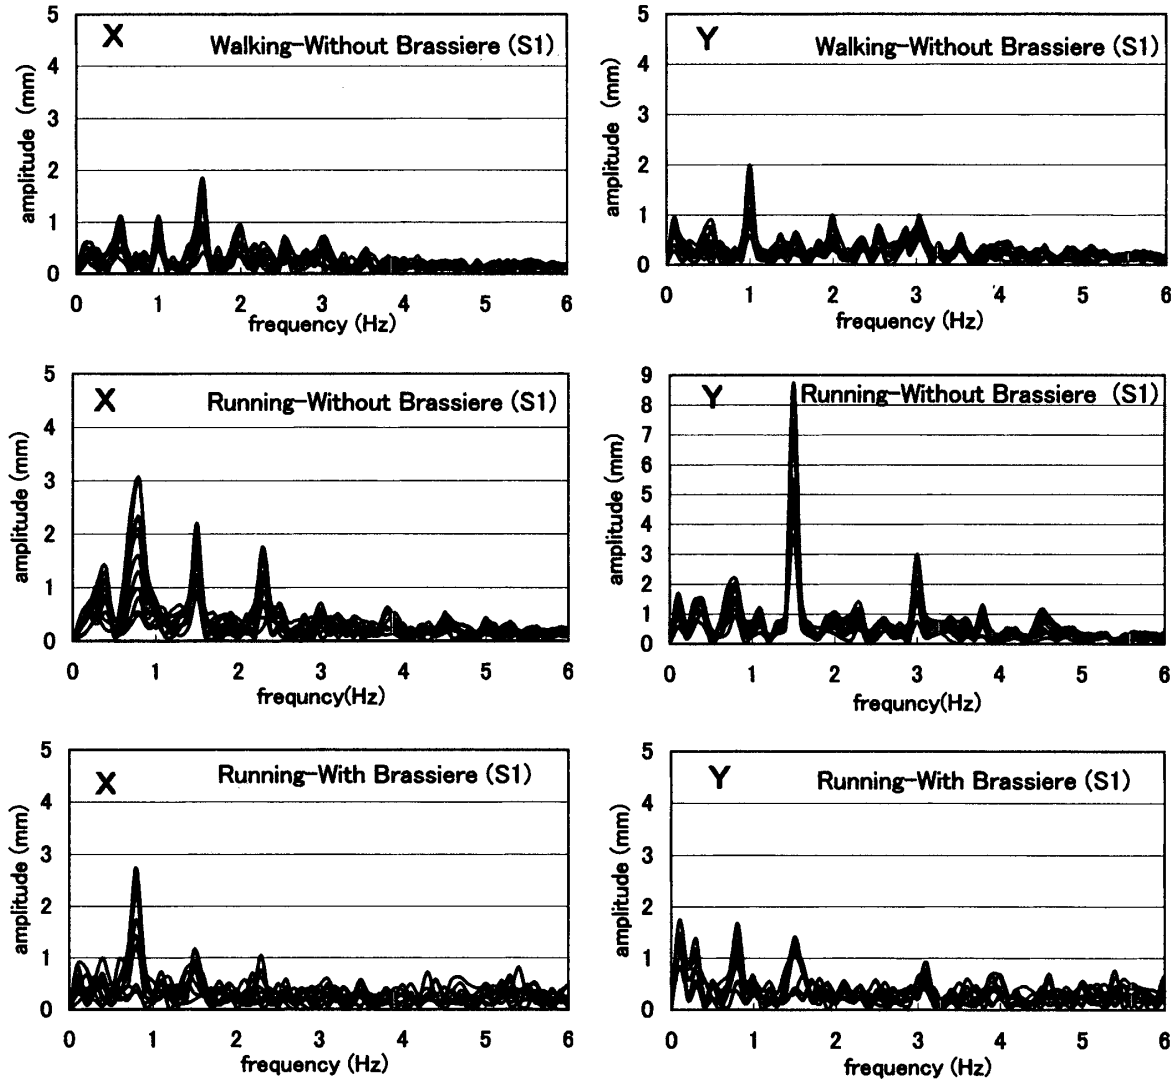 X Walking-Without Brassiere (S1)
amplitude (mm)
5
4
3
2
1
0
0 1 2 3 4 5 6
frequency (Hz)
Y Walking-Without Brassiere (S1)
amplitude (mm)
5
4
3
2
1
0
0 1 2 3 4 5 6
frequency (Hz)
X Running-Without Brassiere (S1)
amplitude (mm)
5
4
3
2
1
0
0 1 2 3 4 5 6
frequncy(Hz)
Y Running-Without Brassiere (S1)
amplitude (mm)
9
8
7
6
5
4
3
2
1
0
0 1 2 3 4 5 6
frequncy(Hz)
X Running-With Brassiere (S1)
amplitude (mm)
5
4
3
2
1
0
0 1 2 3 4 5 6
frequency (Hz)
Y Running-With Brassiere (S1)
amplitude (mm)
5
4
3
2
1
0
0 1 2 3 4 5 6
frequency (Hz)